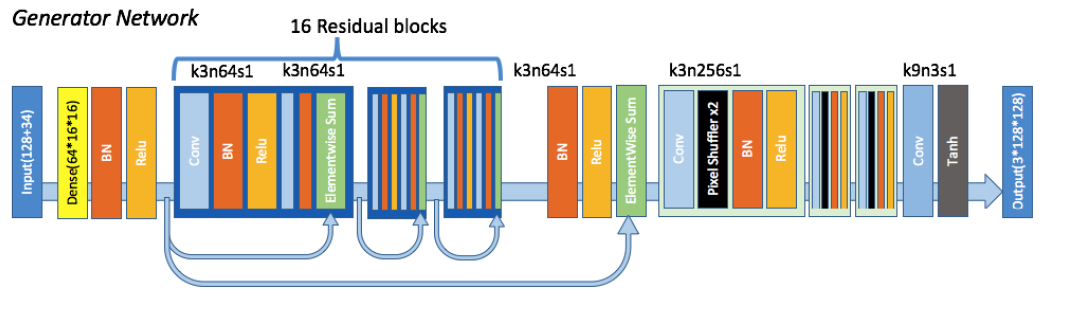 Generator Network
16 Residual blocks
k3n64s1
k3n64s1
k3n64s1
k3n256s1
k9n3s1
Input(128+34)
Dense(64*16*16)
BN
Relu
Conv
BN
Relu
Elementwise Sum
BN
Relu
ElementWise Sum
Conv
Pixel Shuffler x2
BN
Relu
Conv
Tanh
Output(3*128*128)